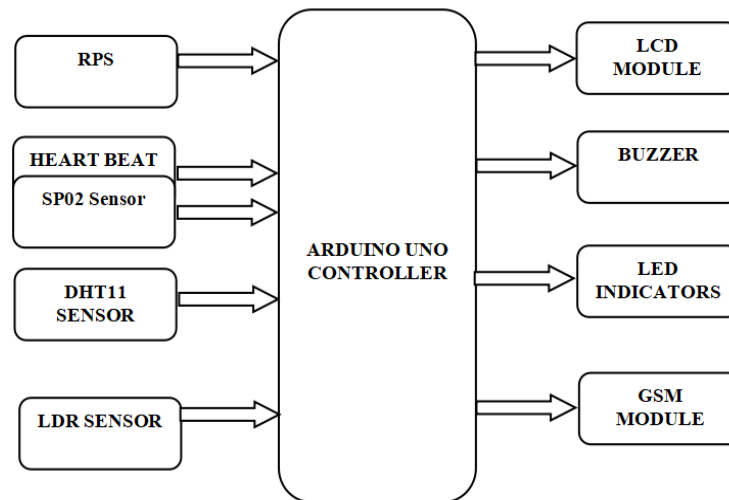 RPS
HEART BEAT
SP02 Sensor
DHT11
SENSOR
LDR SENSOR
ARDUINO UNO
CONTROLLER
LCD
MODULE
BUZZER
LED
INDICATORS
GSM
MODULE